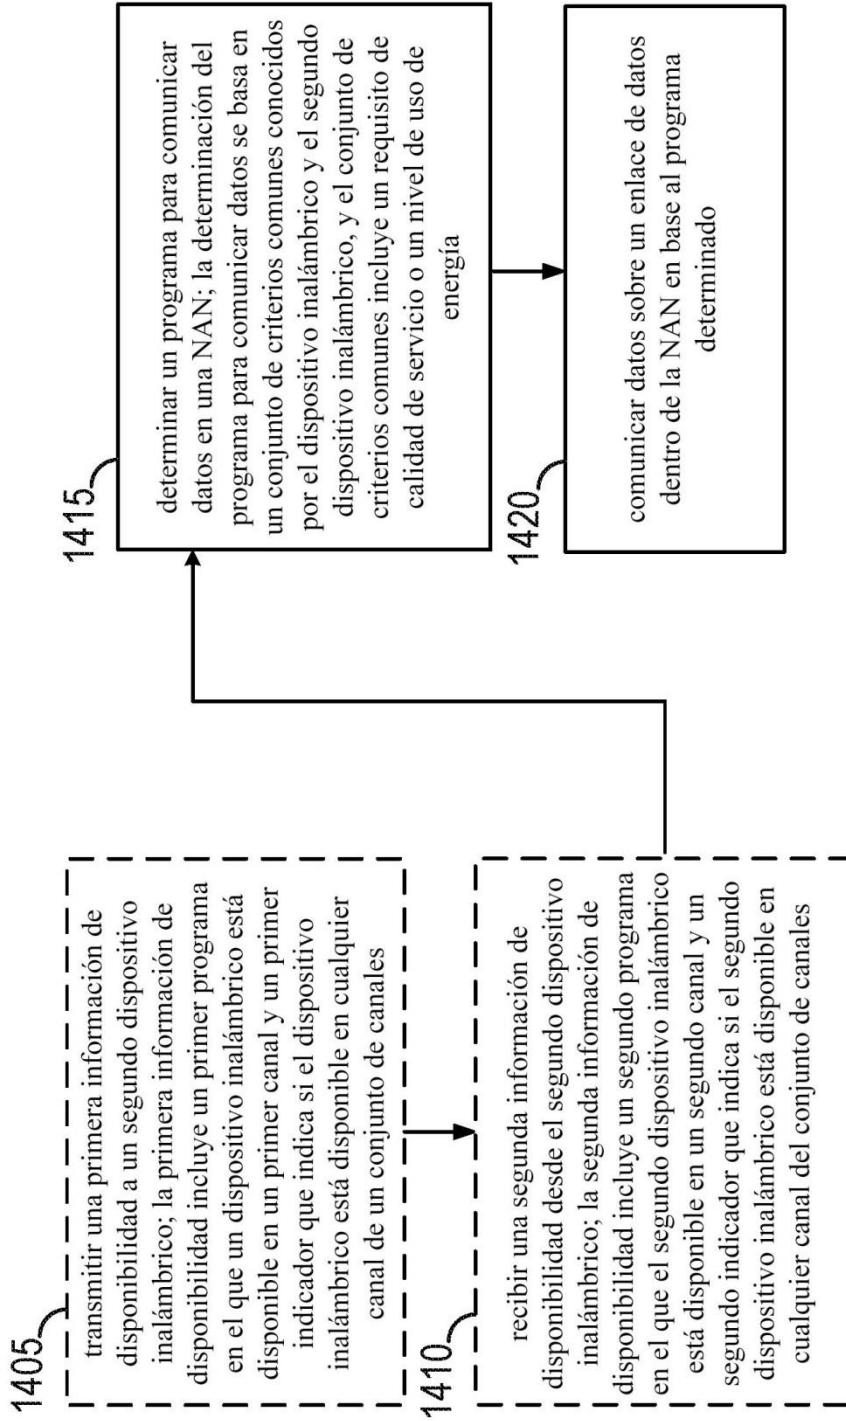 1405
transmitir una primera información de
disponibilidad a un segundo dispositivo
inalámbrico; la primera información de
disponibilidad incluye un primer programa
en el que un dispositivo inalámbrico está
disponible en un primer canal y un primer
indicador que indica si el dispositivo
inalámbrico está disponible en cualquier
canal de un conjunto de canales
1410
recibir una segunda información de
disponibilidad desde el segundo dispositivo
inalámbrico; la segunda información de
disponibilidad incluye un segundo programa
en el que el segundo dispositivo inalámbrico
está disponible en un segundo canal y un
segundo indicador que indica si el segundo
dispositivo inalámbrico está disponible en
cualquier canal del conjunto de canales
1415
determinar un programa para comunicar
datos en una NAN; la determinación del
programa para comunicar datos se basa en
un conjunto de criterios comunes conocidos
por el dispositivo inalámbrico y el segundo
dispositivo inalámbrico, y el conjunto de
criterios comunes incluye un requisito de
calidad de servicio o un nivel de uso de
energía
1420
comunicar datos sobre un enlace de datos
dentro de la NAN en base al programa
determinado